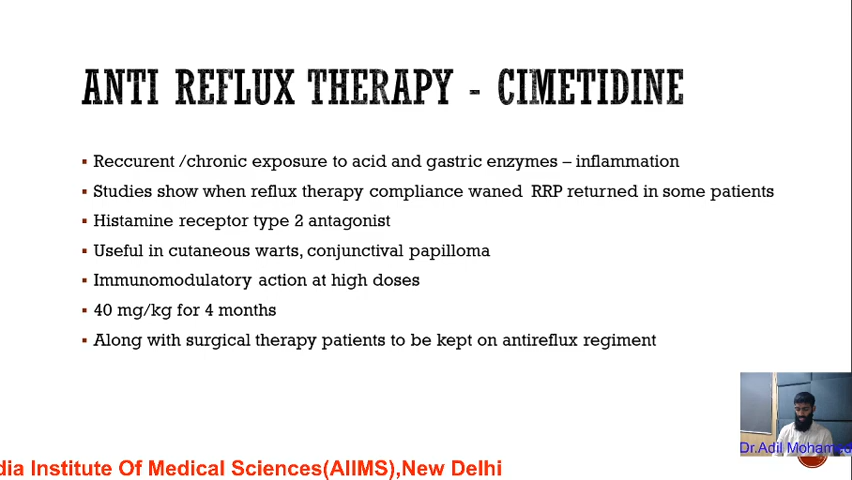 ANTI REFLUX THERAPY - CIMETIDINE
▪ Reccurent /chronic exposure to acid and gastric enzymes – inflammation
▪ Studies show when reflux therapy compliance waned RRP returned in some patients
▪ Histamine receptor type 2 antagonist
▪ Useful in cutaneous warts, conjunctival papilloma
▪ Immunomodulatory action at high doses
▪ 40 mg/kg for 4 months
▪ Along with surgical therapy patients to be kept on antireflux regiment
Dr.Adil Mohamed
dia Institute Of Medical Sciences(AIIMS),New Delhi